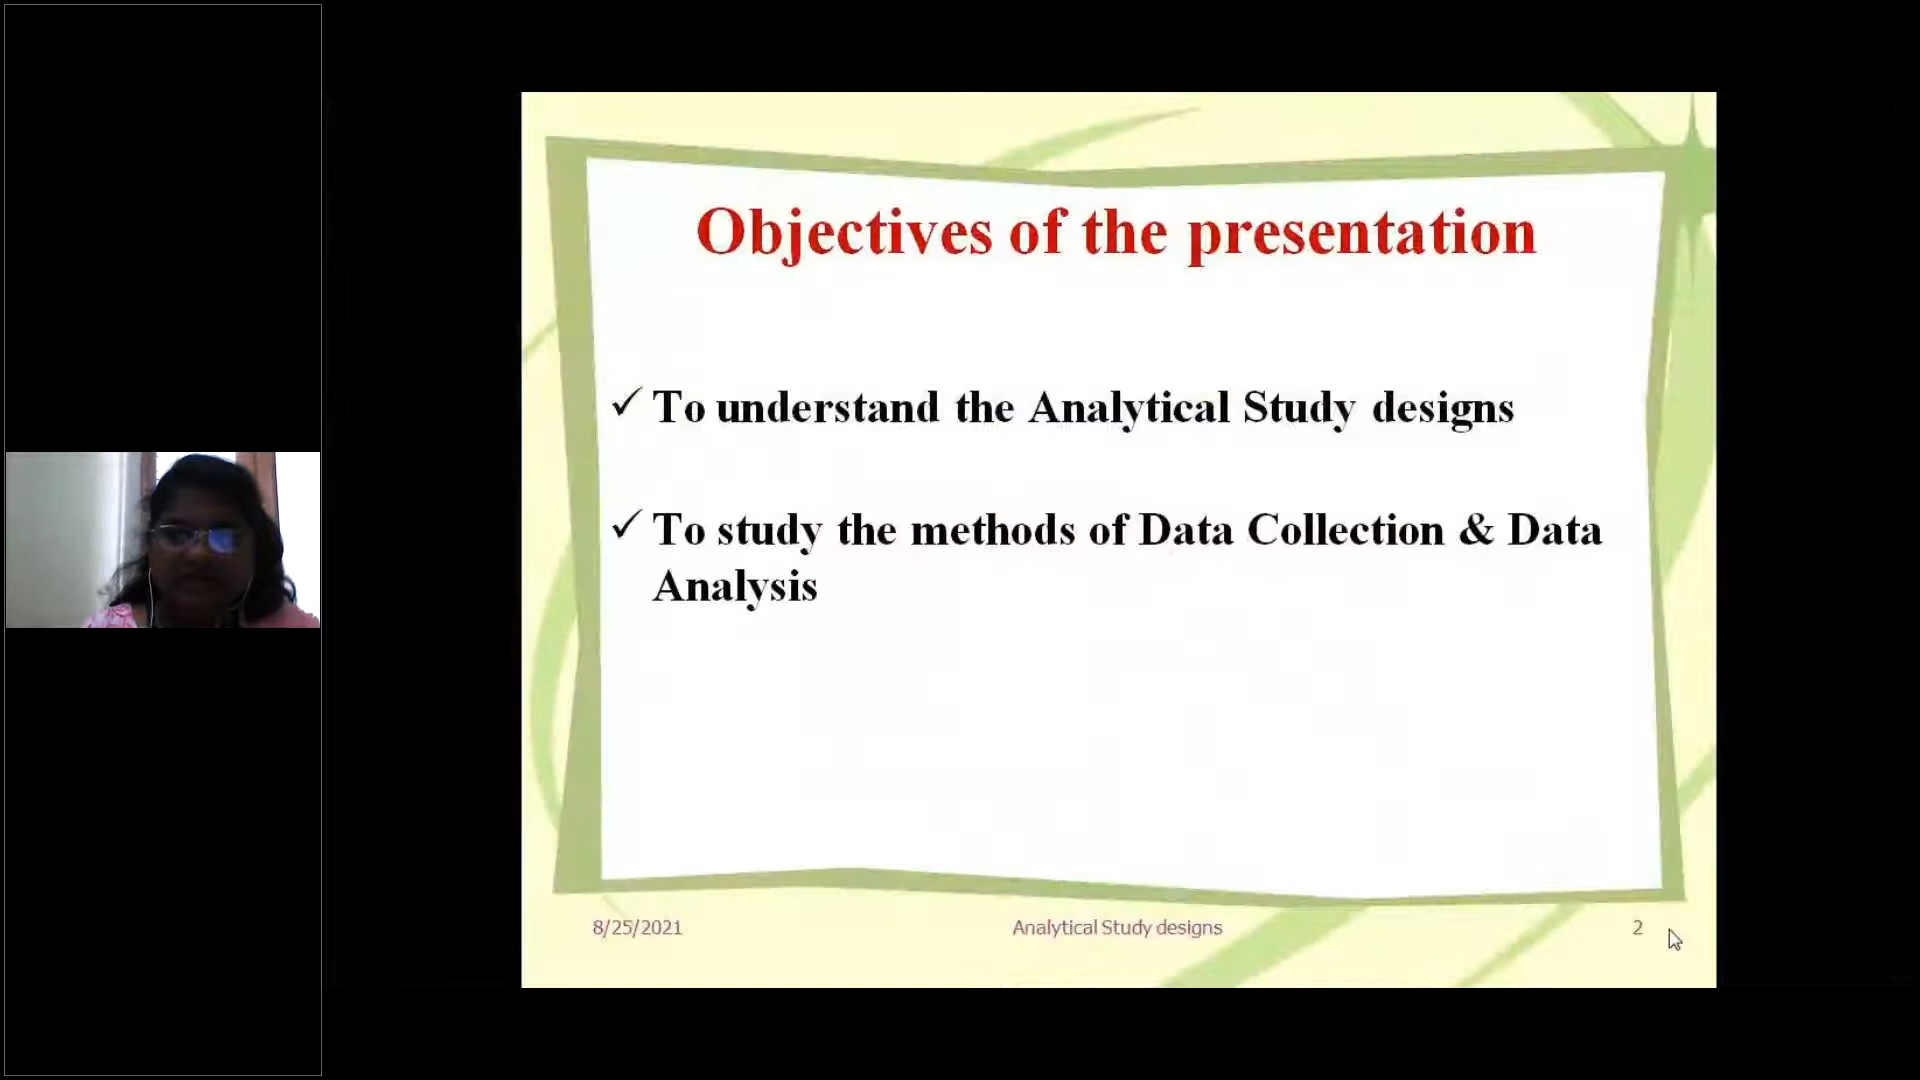 Objectives of the presentation
✓ To understand the Analytical Study designs
✓ To study the methods of Data Collection & Data
Analysis
8/25/2021 Analytical Study designs 2